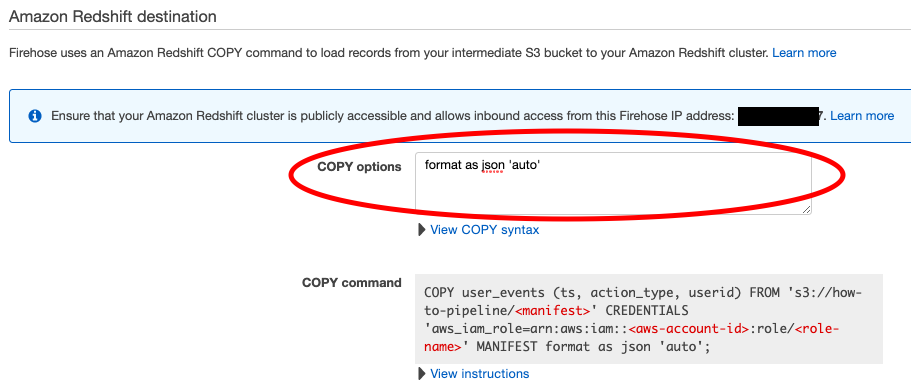 Amazon Redshift destination
Firehose uses an Amazon Redshift COPY command to load records from your intermediate S3 bucket to your Amazon Redshift cluster. Learn more
Ensure that your Amazon Redshift cluster is publicly accessible and allows inbound access from this Firehose IP address: 7. Learn more
COPY options format as json 'auto'
View COPY syntax
COPY command
COPY user_events (ts, action_type, userid) FROM 's3://how-
to-pipeline/<manifest>' CREDENTIALS
'aws_iam_role=arn:aws:iam::<aws-account-id>:role/<role-
name>' MANIFEST format as json 'auto';
View instructions